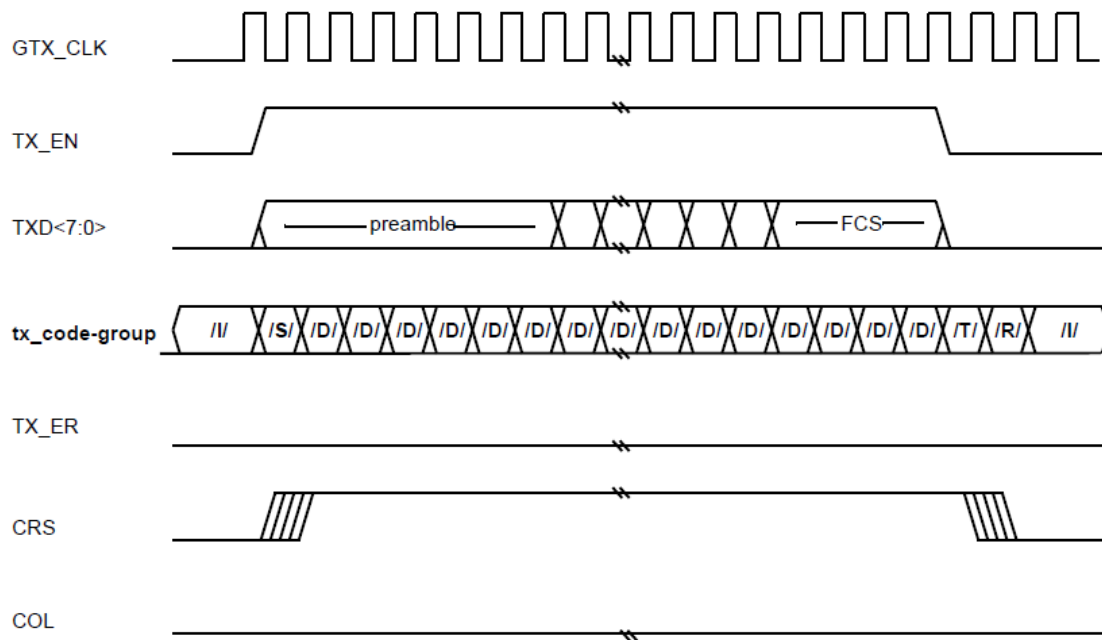 GTX_CLK
TX_EN
TXD<7:0> preamble FCS
tx_code-group /I/ /S/ /D/ /D/ /D/ /D/ /D/ /D/ /D/ /D/ /D/ /D/ /D/ /D/ /D/ /D/ /D/ /T/ /R/ /I/
TX_ER
CRS
COL